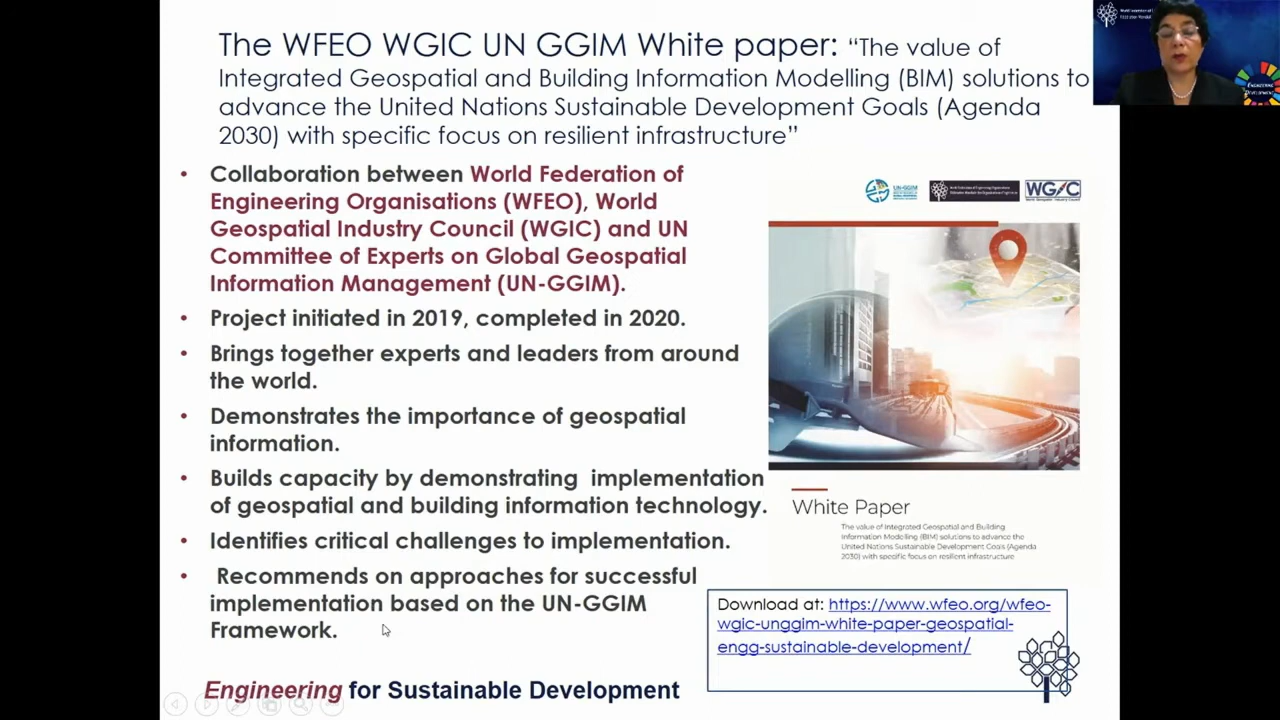 The WFEO WGIC UN GGIM White paper: “The value of
Integrated Geospatial and Building Information Modelling (BIM) solutions to
advance the United Nations Sustainable Development Goals (Agenda
2030) with specific focus on resilient infrastructure”
• Collaboration between World Federation of
Engineering Organisations (WFEO), World
Geospatial Industry Council (WGIC) and UN
Committee of Experts on Global Geospatial
Information Management (UN-GGIM).
• Project initiated in 2019, completed in 2020.
• Brings together experts and leaders from around
the world.
• Demonstrates the importance of geospatial
information.
• Builds capacity by demonstrating implementation
of geospatial and building information technology.
• Identifies critical challenges to implementation.
• Recommends on approaches for successful
implementation based on the UN-GGIM
Framework.
UN-GGIM
WGIC
White Paper
The value of Integrated Geospatial and Building
Information Modelling (BIM) solutions to advance the
United Nations Sustainable Development Goals (Agenda
2030) with specific focus on resilient infrastructure
Download at: https://www.wfeo.org/wfeo-
wgic-unggim-white-paper-geospatial-
engg-sustainable-development/
Engineering for Sustainable Development